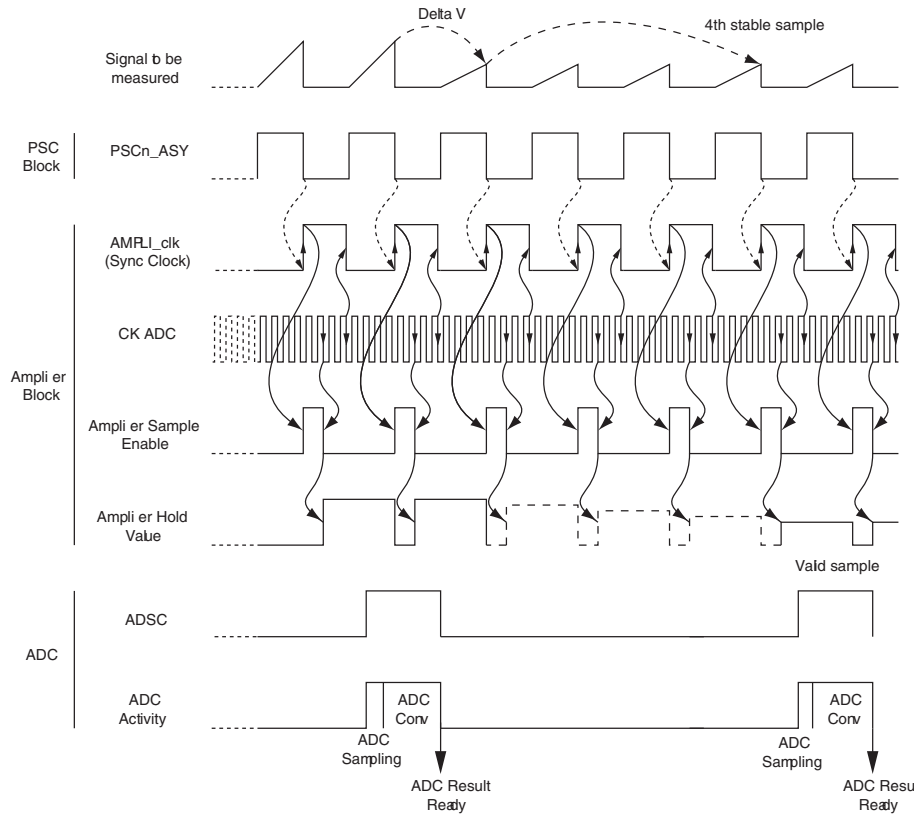 Delta V
4th stable sample
Signal to be
measured
PSC
Block
PSCn_ASY
AMPLI_clk
(Sync Clock)
CK ADC
Ampli er
Block
Ampli er Sample
Enable
Ampli er Hold
Value
Valid sample
ADSC
ADC
ADC
Activity
ADC
Conv
ADC
Conv
ADC
Sampling
ADC
Sampling
ADC Result
Ready
ADC Resu
Ready